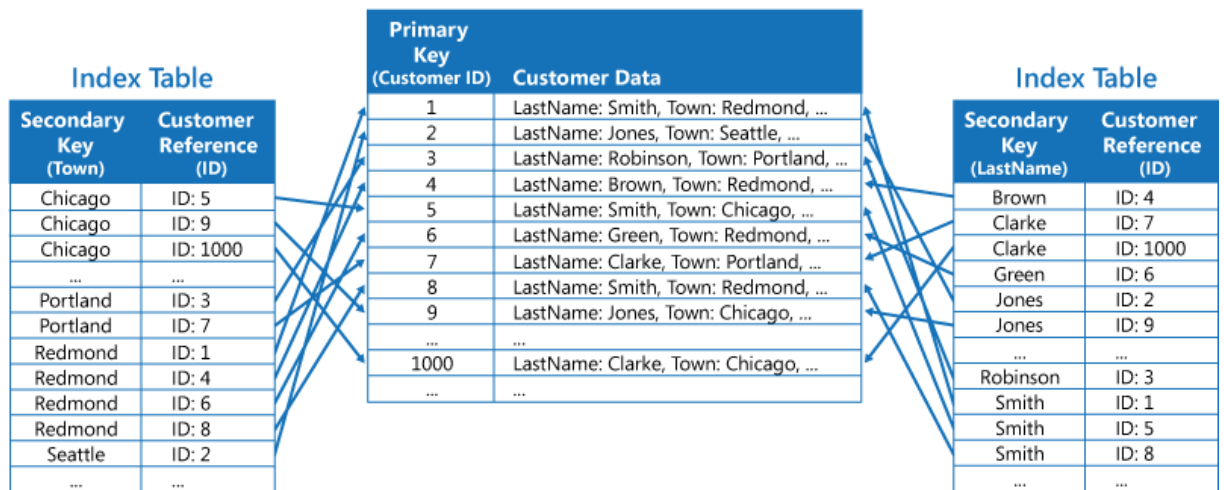 Index Table
Secondary Key (Town) Customer Reference (ID)
Chicago ID: 5
Chicago ID: 9
Chicago ID: 1000
... ...
Portland ID: 3
Portland ID: 7
Redmond ID: 1
Redmond ID: 4
Redmond ID: 6
Redmond ID: 8
Seattle ID: 2
... ...
Primary Key (Customer ID) Customer Data
1 LastName: Smith, Town: Redmond, ...
2 LastName: Jones, Town: Seattle, ...
3 LastName: Robinson, Town: Portland, ...
4 LastName: Brown, Town: Redmond, ...
5 LastName: Smith, Town: Chicago, ...
6 LastName: Green, Town: Redmond, ...
7 LastName: Clarke, Town: Portland, ...
8 LastName: Smith, Town: Redmond, ...
9 LastName: Jones, Town: Chicago, ...
... ...
1000 LastName: Clarke, Town: Chicago, ...
... ...
Index Table
Secondary Key (LastName) Customer Reference (ID)
Brown ID: 4
Clarke ID: 7
Clarke ID: 1000
Green ID: 6
Jones ID: 2
Jones ID: 9
... ...
Robinson ID: 3
Smith ID: 1
Smith ID: 5
Smith ID: 8
... ...